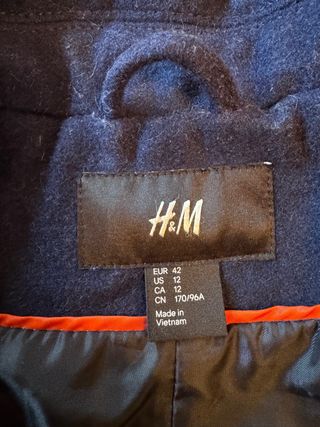 H&M
EUR 42
US 12
CA 12
CN 170/96A
Made in
Vietnam